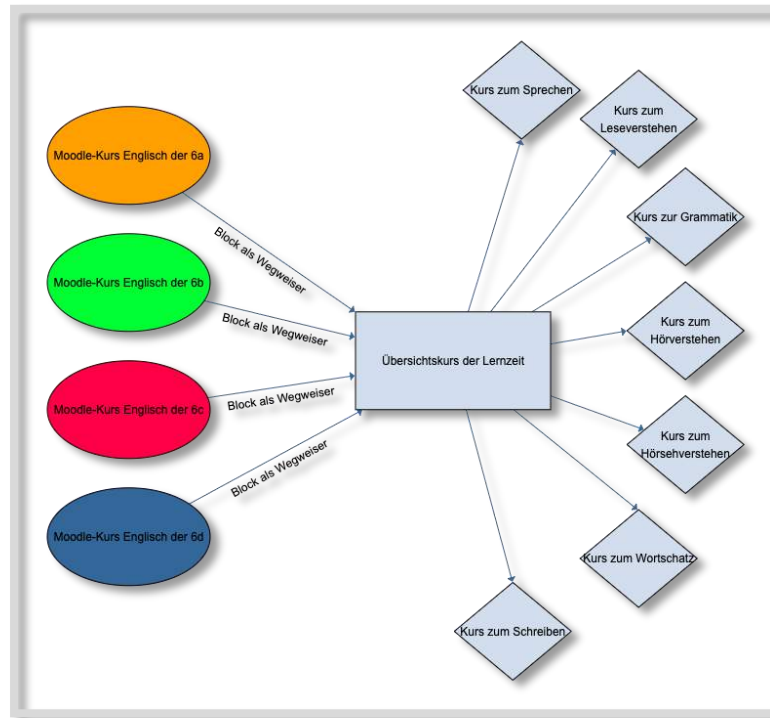 Moodle-Kurs Englisch der 6a
Moodle-Kurs Englisch der 6b
Moodle-Kurs Englisch der 6c
Moodle-Kurs Englisch der 6d
Block als Wegweiser
Block als Wegweiser
Block als Wegweiser
Block als Wegweiser
Übersichtskurs der Lernzeit
Kurs zum Sprechen
Kurs zum
Leseverstehen
Kurs zur Grammatik
Kurs zum
Hörverstehen
Kurs zum
Hörsehverstehen
Kurs zum Wortschatz
Kurs zum Schreiben